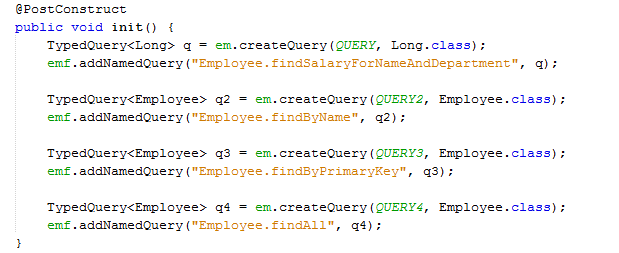 @PostConstruct
public void init() {
    TypedQuery<Long> q = em.createQuery(QUERY, Long.class);
    emf.addNamedQuery("Employee.findSalaryForNameAndDepartment", q);

    TypedQuery<Employee> q2 = em.createQuery(QUERY2, Employee.class);
    emf.addNamedQuery("Employee.findByName", q2);

    TypedQuery<Employee> q3 = em.createQuery(QUERY3, Employee.class);
    emf.addNamedQuery("Employee.findByPrimaryKey", q3);

    TypedQuery<Employee> q4 = em.createQuery(QUERY4, Employee.class);
    emf.addNamedQuery("Employee.findAll", q4);
}